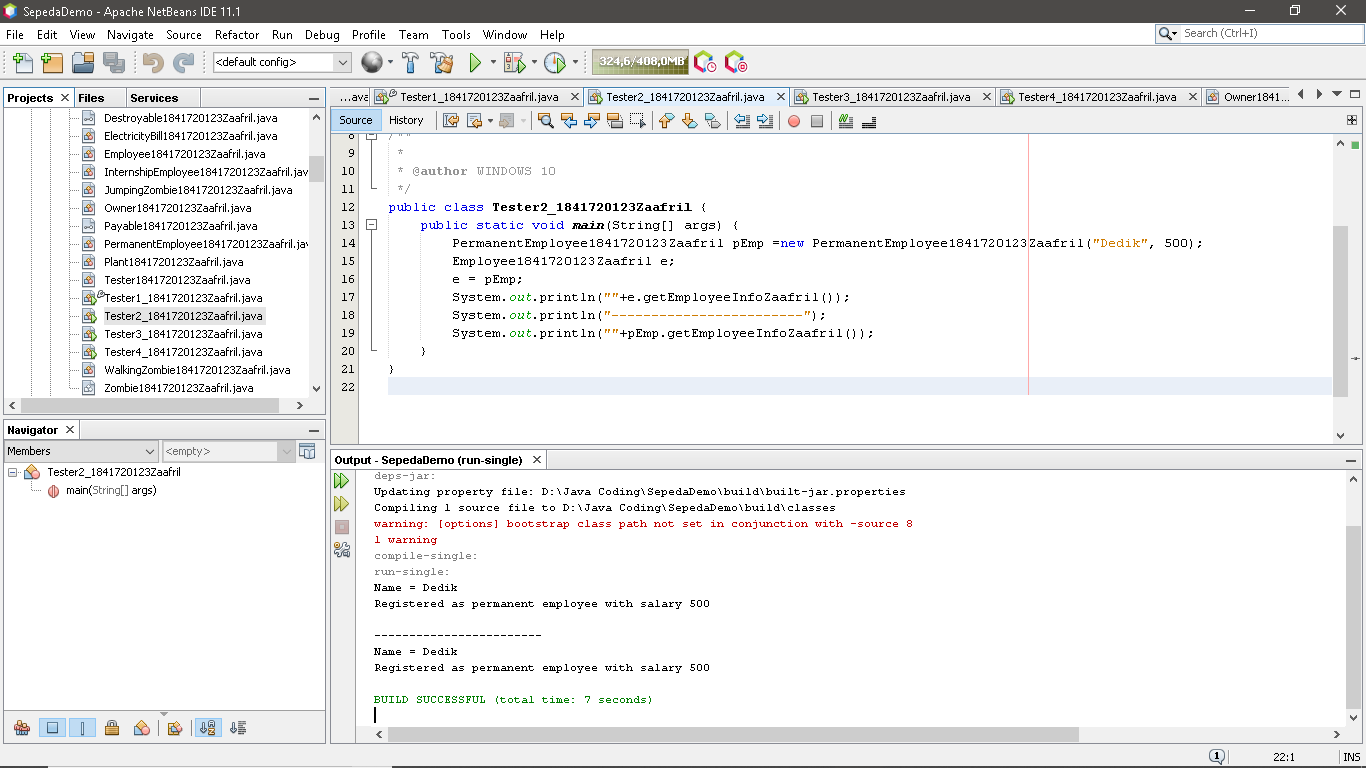 SepedaDemo - Apache NetBeans IDE 11.1
File Edit View Navigate Source Refactor Run Debug Profile Team Tools Window Help
Search (Ctrl+I)
<default config>
324,6/408,0MB
Projects Files Services
Destroyable1841720123Zaafril.java
ElectricityBill1841720123Zaafril.java
Employee1841720123Zaafril.java
InternshipEmployee1841720123Zaafril.java
JumpingZombie1841720123Zaafril.java
Owner1841720123Zaafril.java
Payable1841720123Zaafril.java
PermanentEmployee1841720123Zaafril.jav
Plant1841720123Zaafril.java
Tester1841720123Zaafril.java
Tester1_1841720123Zaafril.java
Tester2_1841720123Zaafril.java
Tester3_1841720123Zaafril.java
Tester4_1841720123Zaafril.java
WalkingZombie1841720123Zaafril.java
Zombie1841720123Zaafril.java
Navigator
Members
<empty>
Tester2_1841720123Zaafril
main(String[] args)
...ava Tester1_1841720123Zaafril.java Tester2_1841720123Zaafril.java Tester3_1841720123Zaafril.java Tester4_1841720123Zaafril.java Owner1841...
Source History
8 /**
9 *
10 * @author WINDOWS 10
11 */
12 public class Tester2_1841720123Zaafril {
13 public static void main(String[] args) {
14 PermanentEmployee1841720123Zaafril pEmp =new PermanentEmployee1841720123Zaafril("Dedik", 500);
15 Employee1841720123Zaafril e;
16 e = pEmp;
17 System.out.println(""+e.getEmployeeInfoZaafril());
18 System.out.println("------------------------");
19 System.out.println(""+pEmp.getEmployeeInfoZaafril());
20 }
21 }
22
Output - SepedaDemo (run-single)
deps-jar:
Updating property file: D:\Java Coding\SepedaDemo\build\built-jar.properties
Compiling 1 source file to D:\Java Coding\SepedaDemo\build\classes
warning: [options] bootstrap class path not set in conjunction with -source 8
1 warning
compile-single:
run-single:
Name = Dedik
Registered as permanent employee with salary 500
------------------------
Name = Dedik
Registered as permanent employee with salary 500
BUILD SUCCESSFUL (total time: 7 seconds)
1
22:1
INS